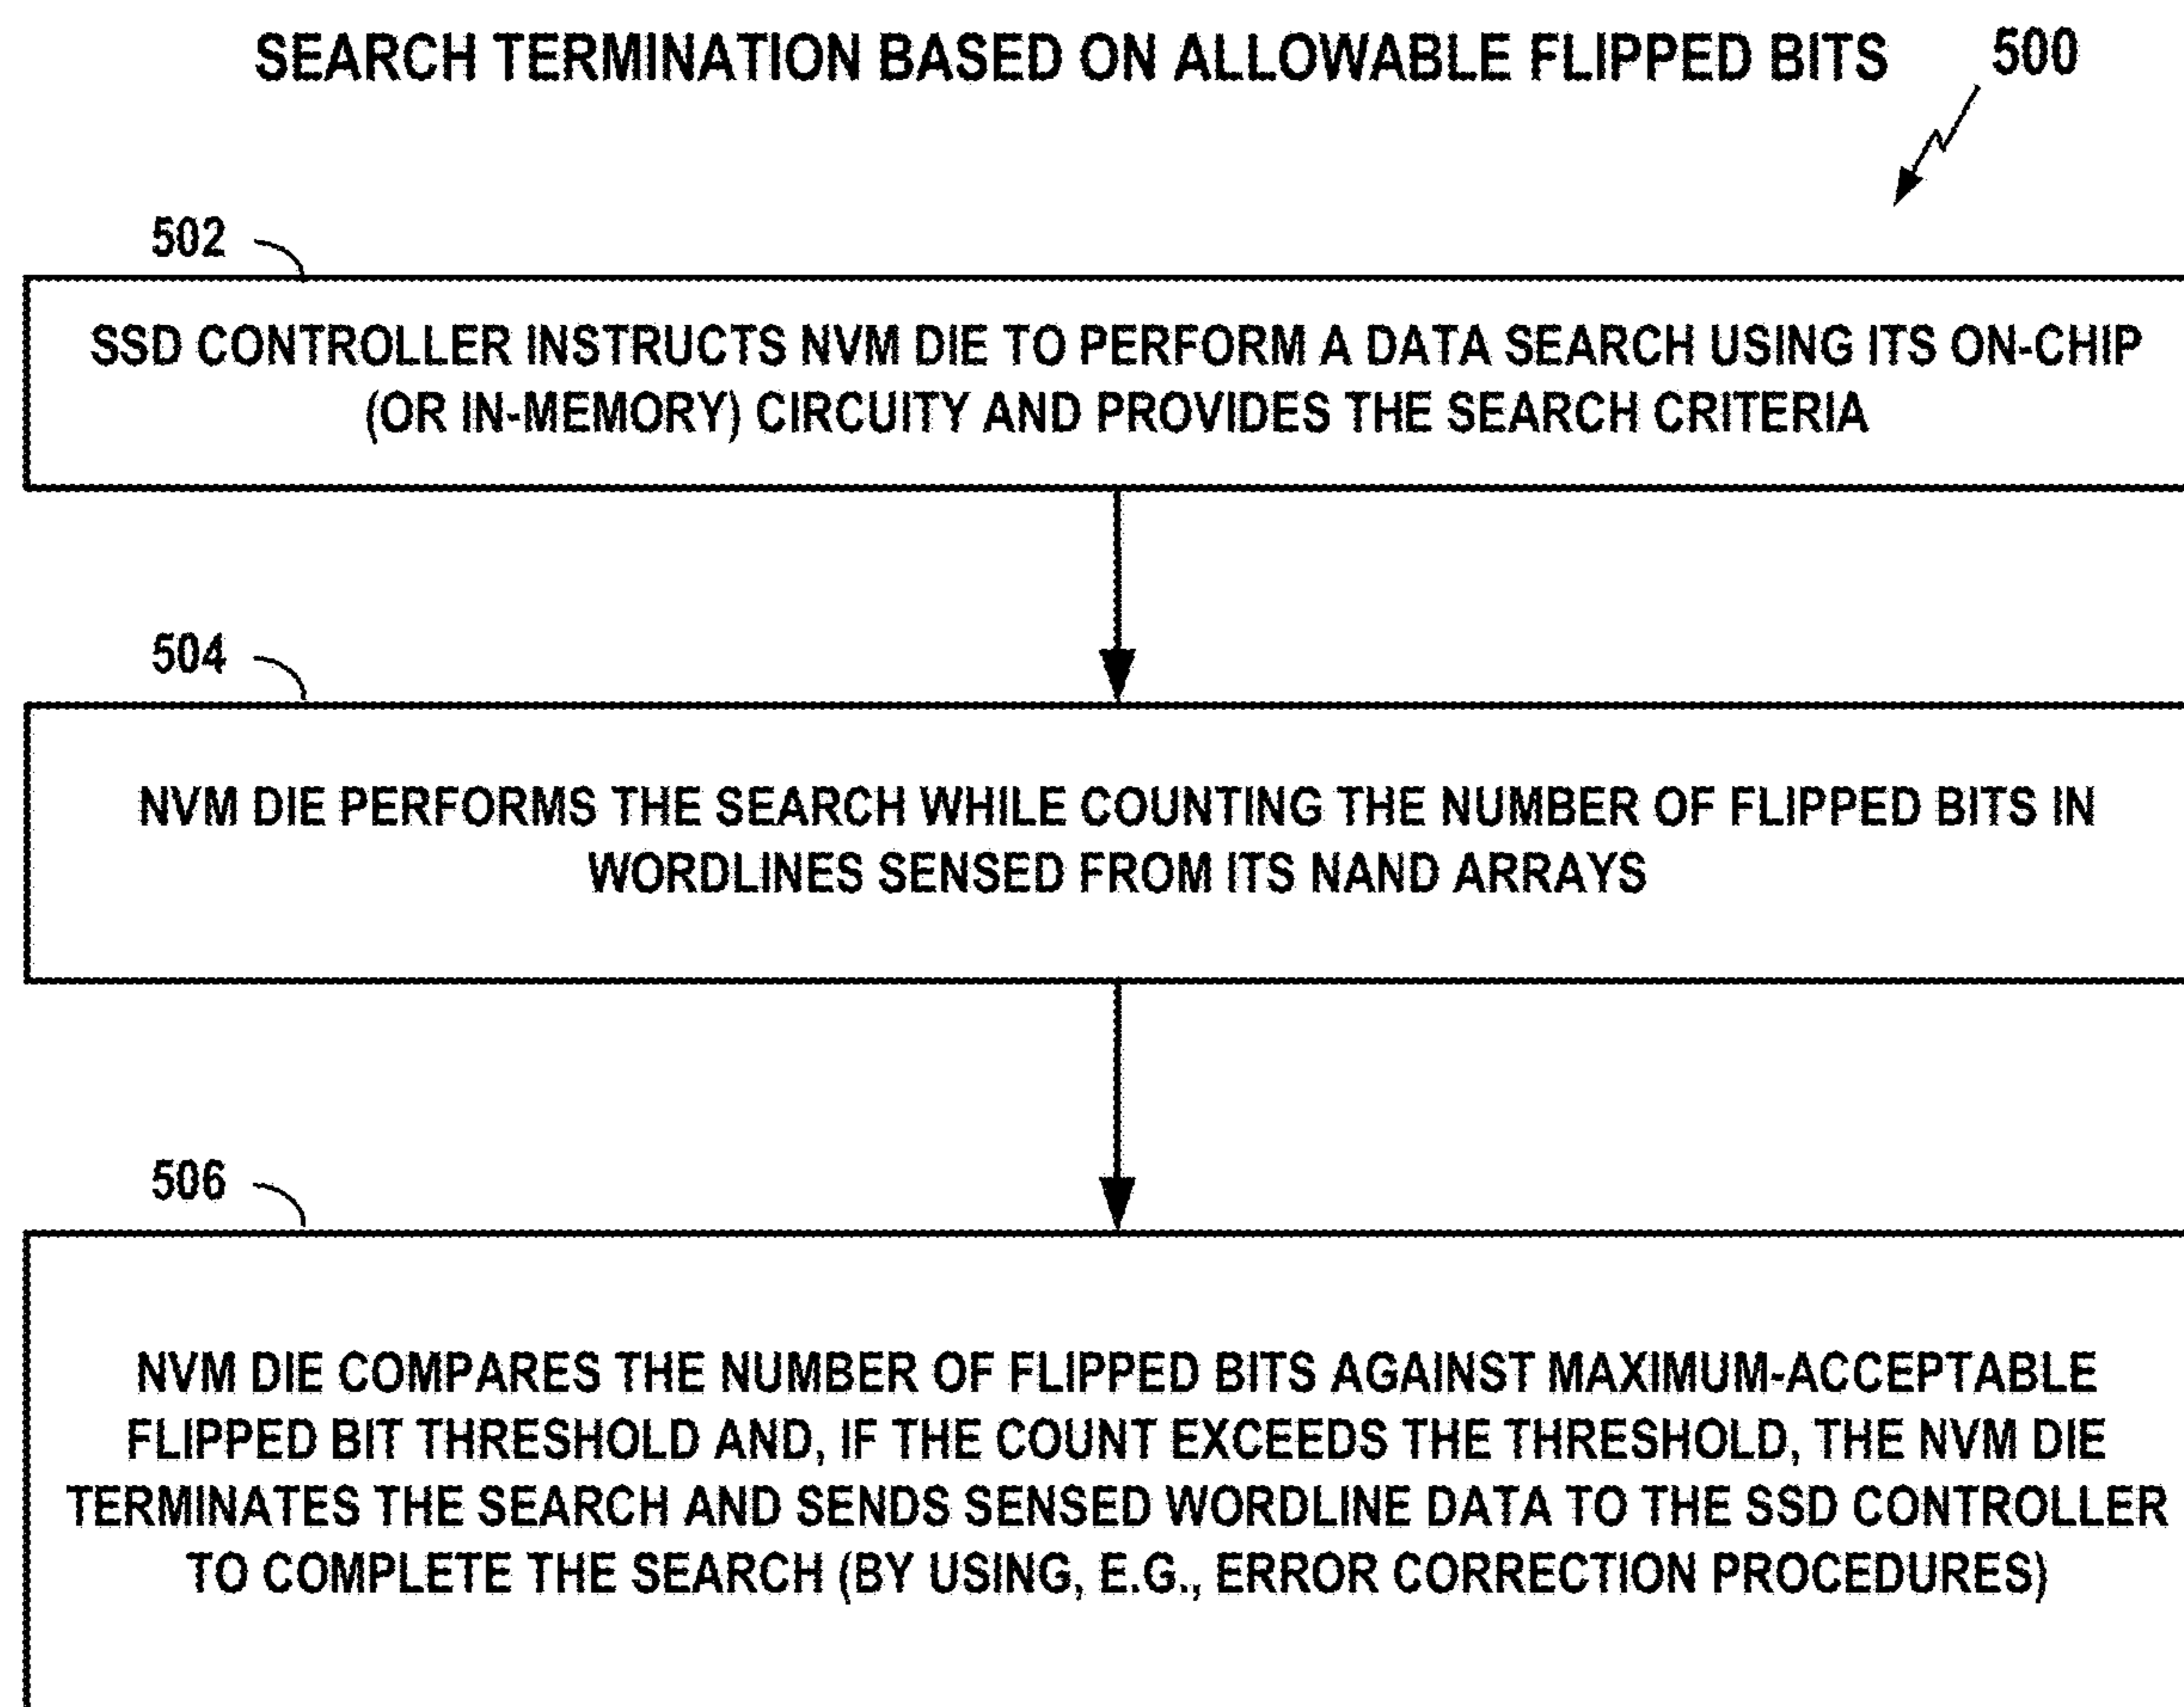 SEARCH TERMINATION BASED ON ALLOWABLE FLIPPED BITS
500
502
SSD CONTROLLER INSTRUCTS NVM DIE TO PERFORM A DATA SEARCH USING ITS ON-CHIP
(OR IN-MEMORY) CIRCUITY AND PROVIDES THE SEARCH CRITERIA
504
NVM DIE PERFORMS THE SEARCH WHILE COUNTING THE NUMBER OF FLIPPED BITS IN
WORDLINES SENSED FROM ITS NAND ARRAYS
506
NVM DIE COMPARES THE NUMBER OF FLIPPED BITS AGAINST MAXIMUM-ACCEPTABLE
FLIPPED BIT THRESHOLD AND, IF THE COUNT EXCEEDS THE THRESHOLD, THE NVM DIE
TERMINATES THE SEARCH AND SENDS SENSED WORDLINE DATA TO THE SSD CONTROLLER
TO COMPLETE THE SEARCH (BY USING, E.G., ERROR CORRECTION PROCEDURES)